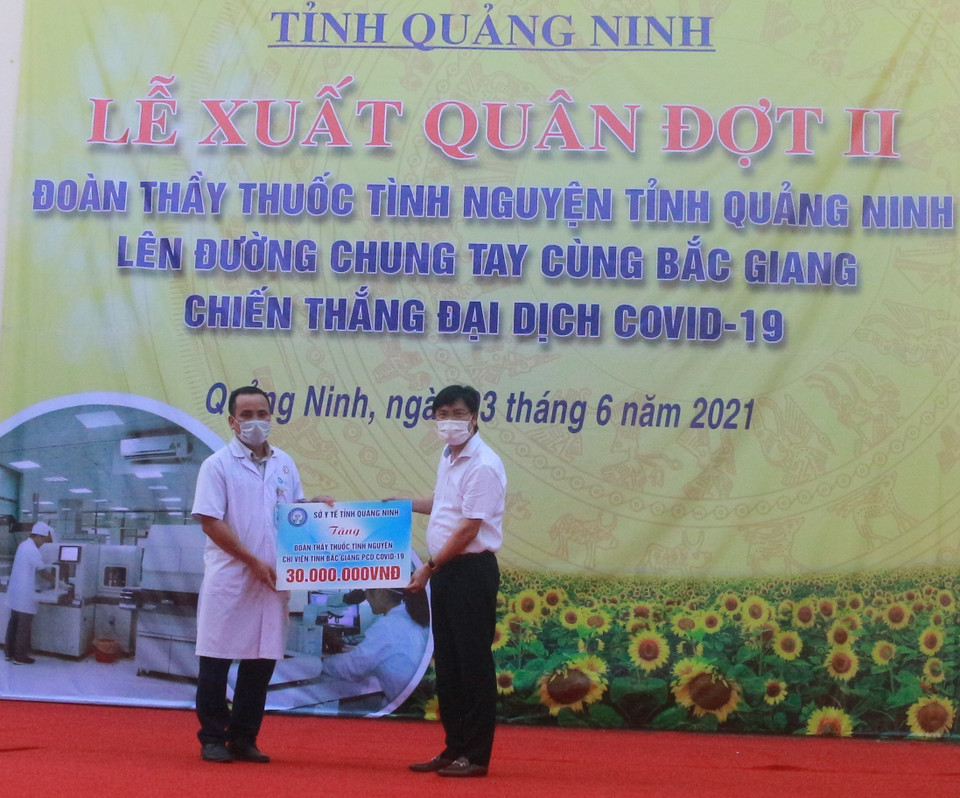 TỈNH QUẢNG NINH
LỄ XUẤT QUÂN ĐỢT II
ĐOÀN THẦY THUỐC TÌNH NGUYỆN TỈNH QUẢNG NINH
LÊN ĐƯỜNG CHUNG TAY CÙNG BẮC GIANG
CHIẾN THẮNG ĐẠI DỊCH COVID-19
Quảng Ninh, ngày 3 tháng 6 năm 2021
SỞ Y TẾ TỈNH QUẢNG NINH
Tặng
ĐOÀN THẦY THUỐC TÌNH NGUYỆN
CHI VIỆN TỈNH BẮC GIANG PCD COVID-19
30.000.000VNĐ